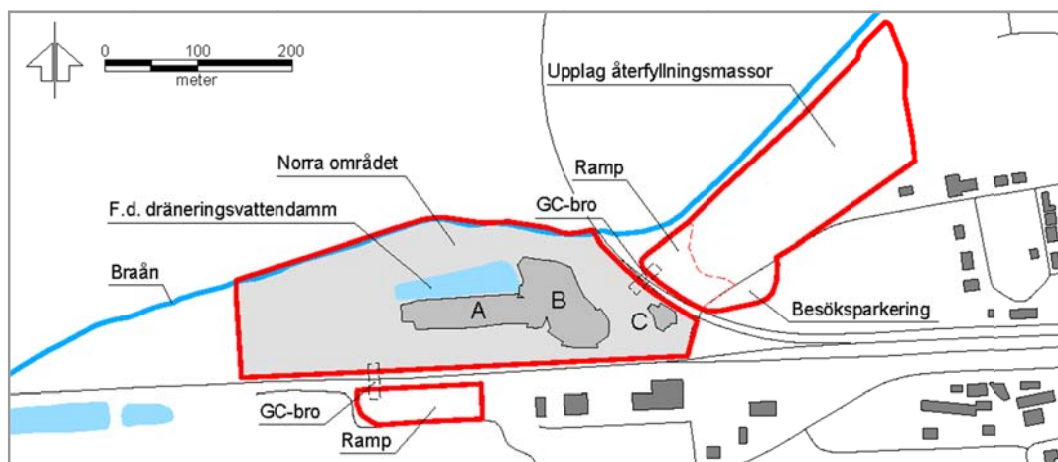 0 100 200
meter
Upplag återfyllningsmassor
Norra området
Ramp
GC-bro
F.d. dräneringsvattendamm
Braån
A
B
C
Besöksparkering
GC-bro
Ramp